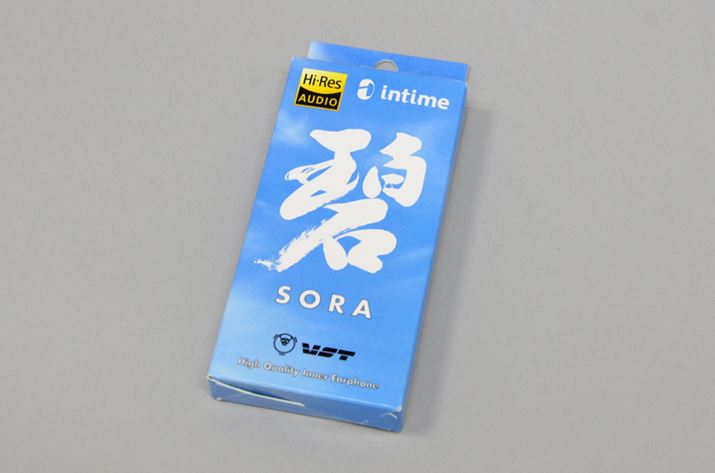 Hi-Res
AUDIO
intime
碧
SORA
VST
High Quality Inner Earphone